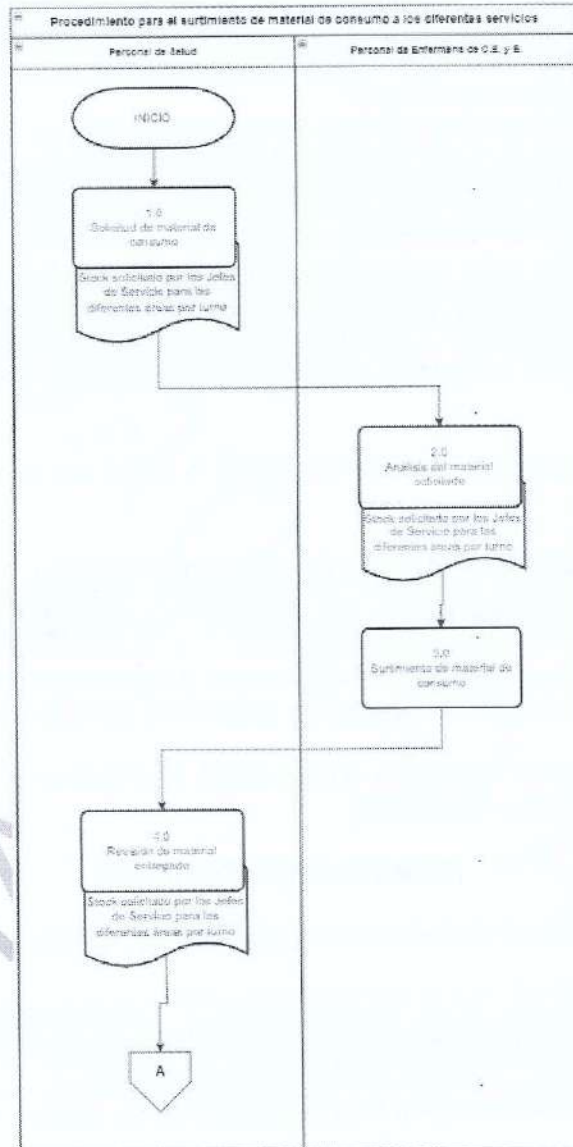 Procedimiento para el surtimiento de material de consumo a los diferentes servicios
Personal de Salud
Personal de Enfermería de C.E. y E.
INICIO
1.0
Solicitud de material de
consumo
Stock solicitado por los Jefes
de Servicio para las
diferentes áreas por turno
2.0
Análisis del material
solicitado
Stock solicitado por los Jefes
de Servicio para las
diferentes áreas por turno
3.0
Surtimiento de material de
consumo
4.0
Revisión de material
entregado
Stock solicitado por los Jefes
de Servicio para las
diferentes áreas por turno
A